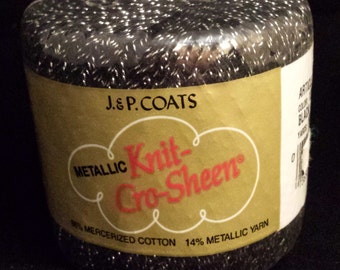 J. & P. COATS
METALLIC Knit-
Cro-Sheen®
86% MERCERIZED COTTON 14% METALLIC YARN